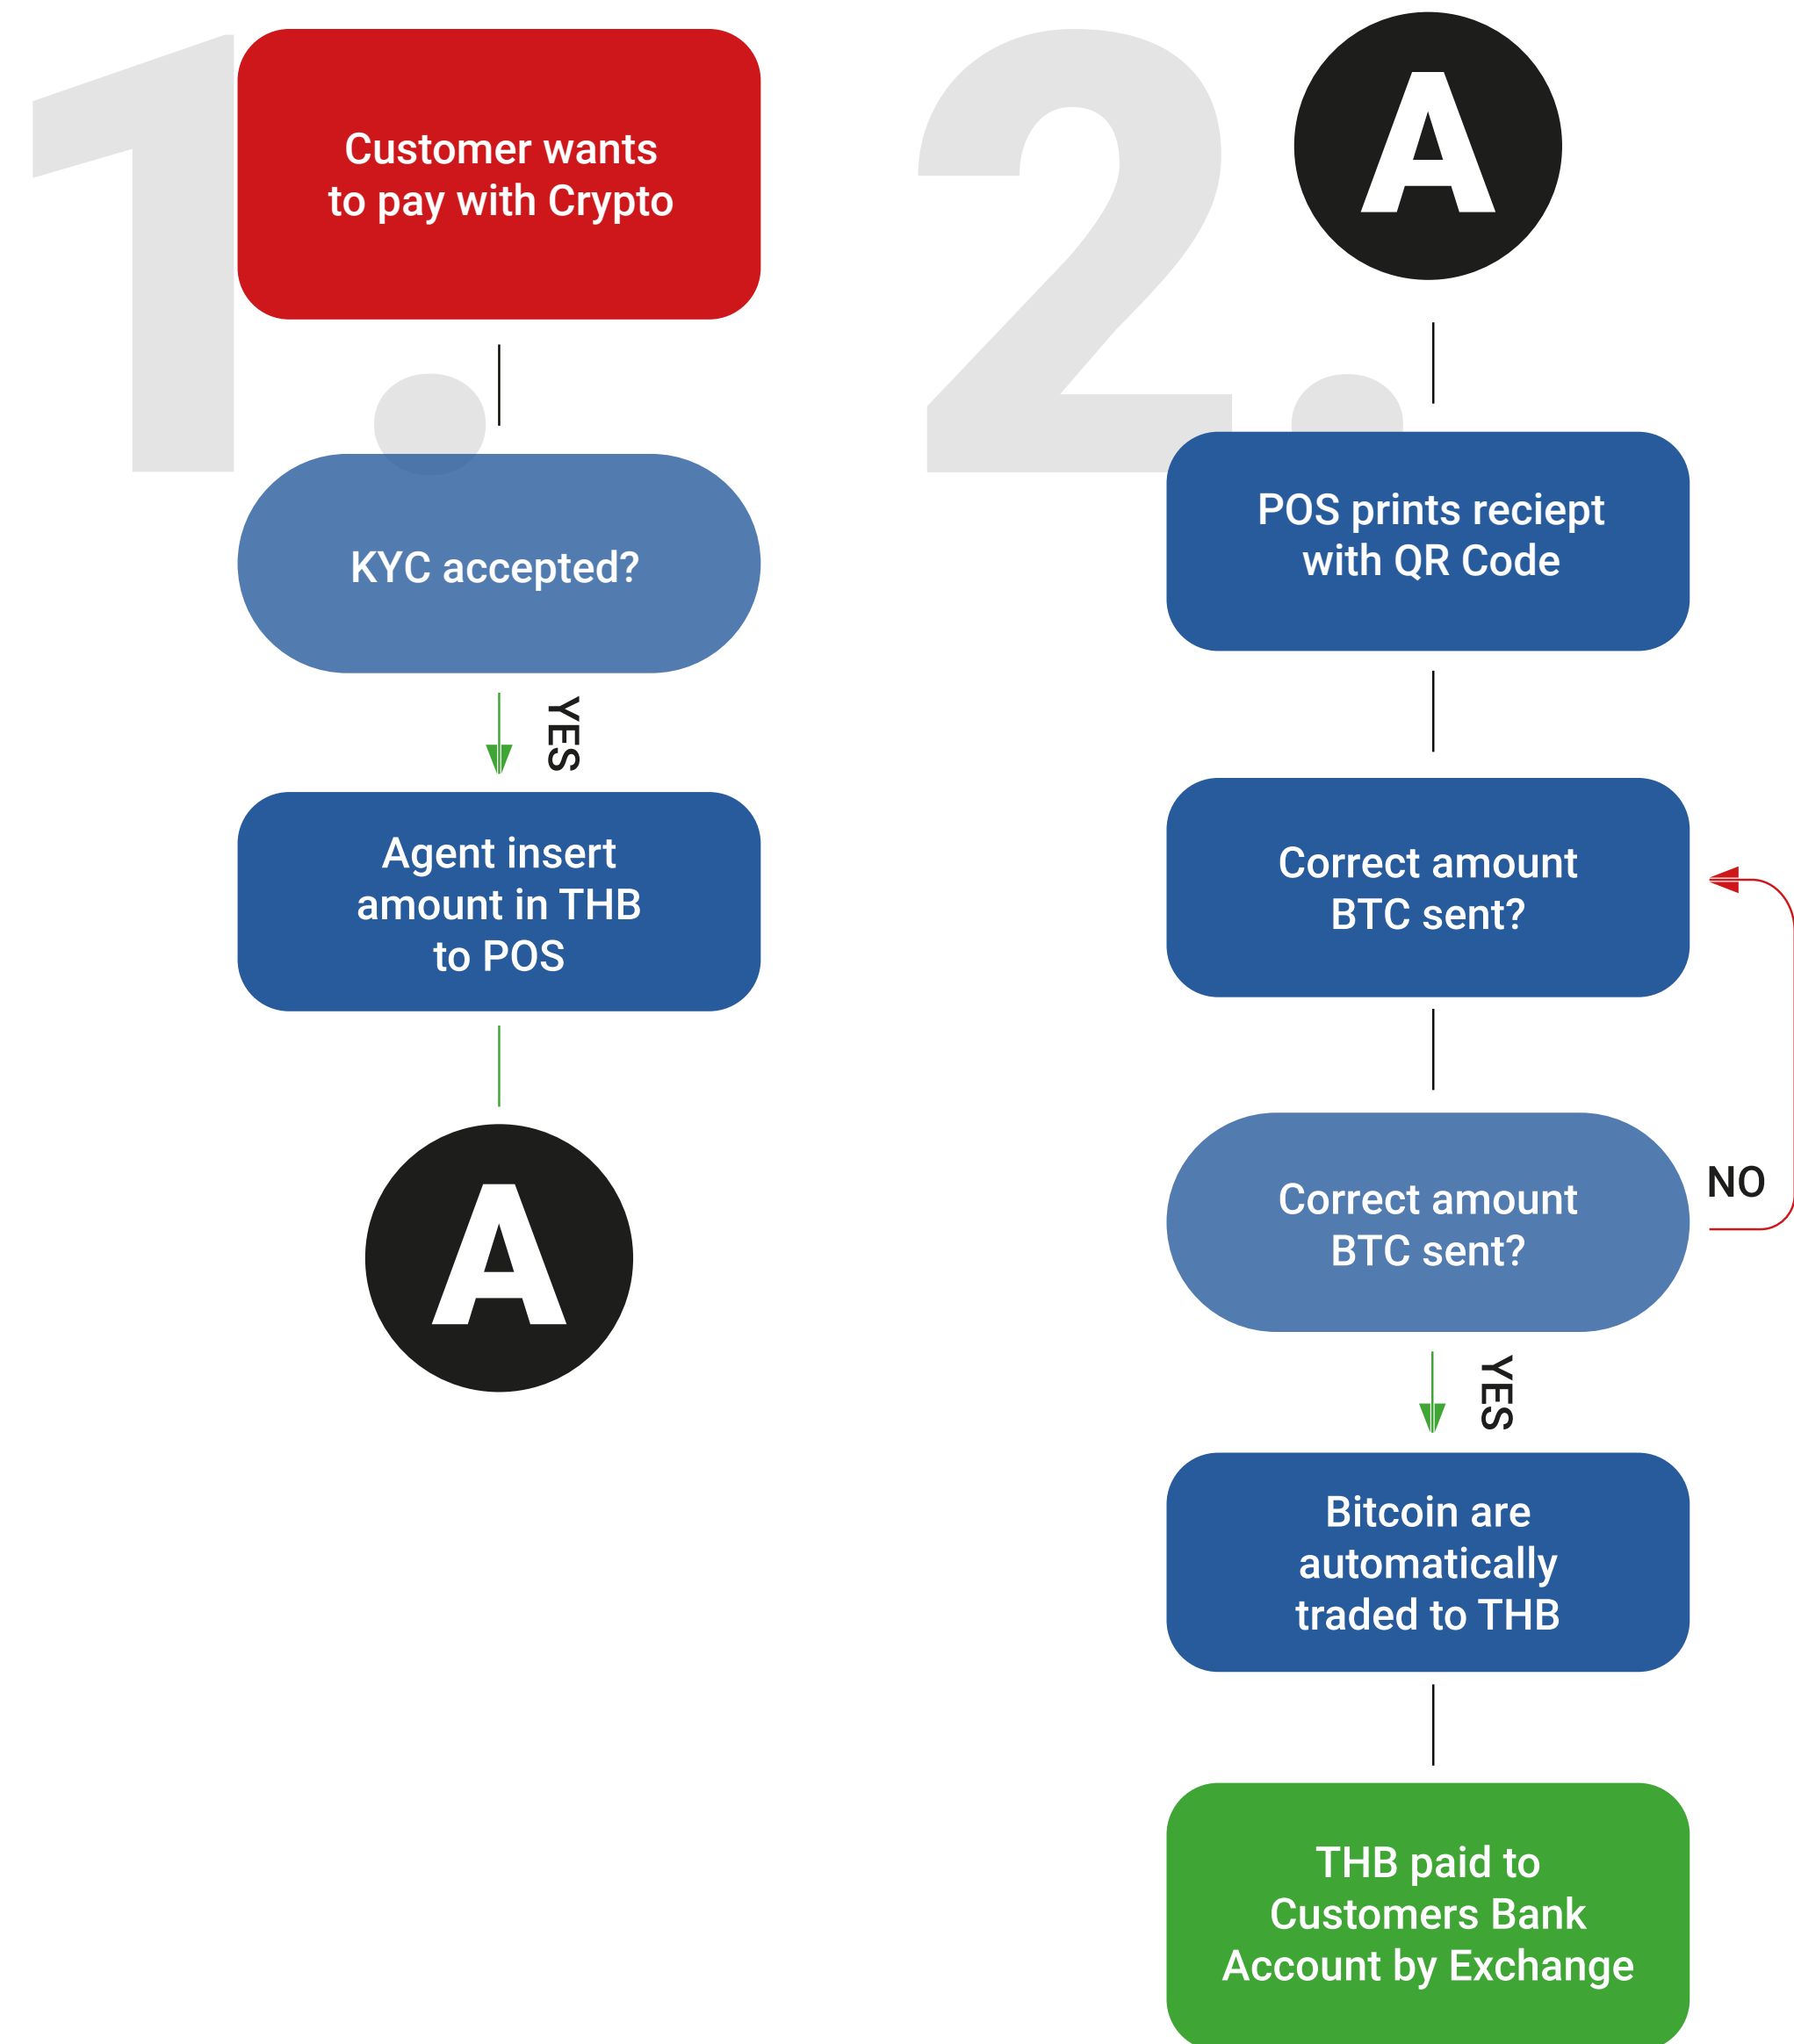 1.
Customer wants
to pay with Crypto
KYC accepted?
YES
Agent insert
amount in THB
to POS
A
2.
A
POS prints reciept
with QR Code
Correct amount
BTC sent?
Correct amount
BTC sent?
NO
YES
Bitcoin are
automatically
traded to THB
THB paid to
Customers Bank
Account by Exchange